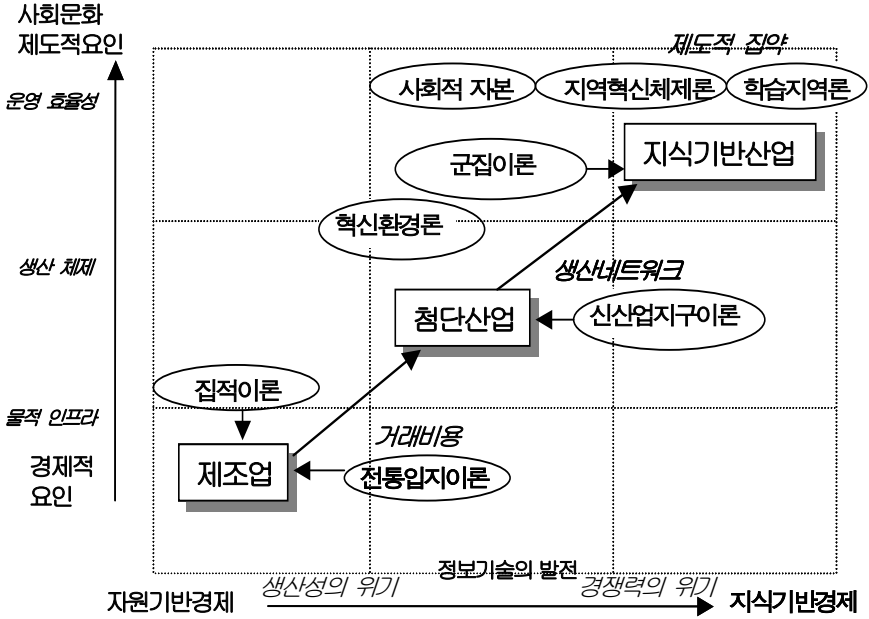 사회문화
제도적요인
제도적 집약
운영 효율성
사회적 자본
지역혁신체제론
학습지역론
군집이론
지식기반산업
혁신환경론
생산 체제
생산네트워크
첨단산업
신산업지구이론
집적이론
물적 인프라
거래비용
경제적
요인
제조업
전통입지이론
정보기술의 발전
생산성의 위기
경쟁력의 위기
자원기반경제
지식기반경제